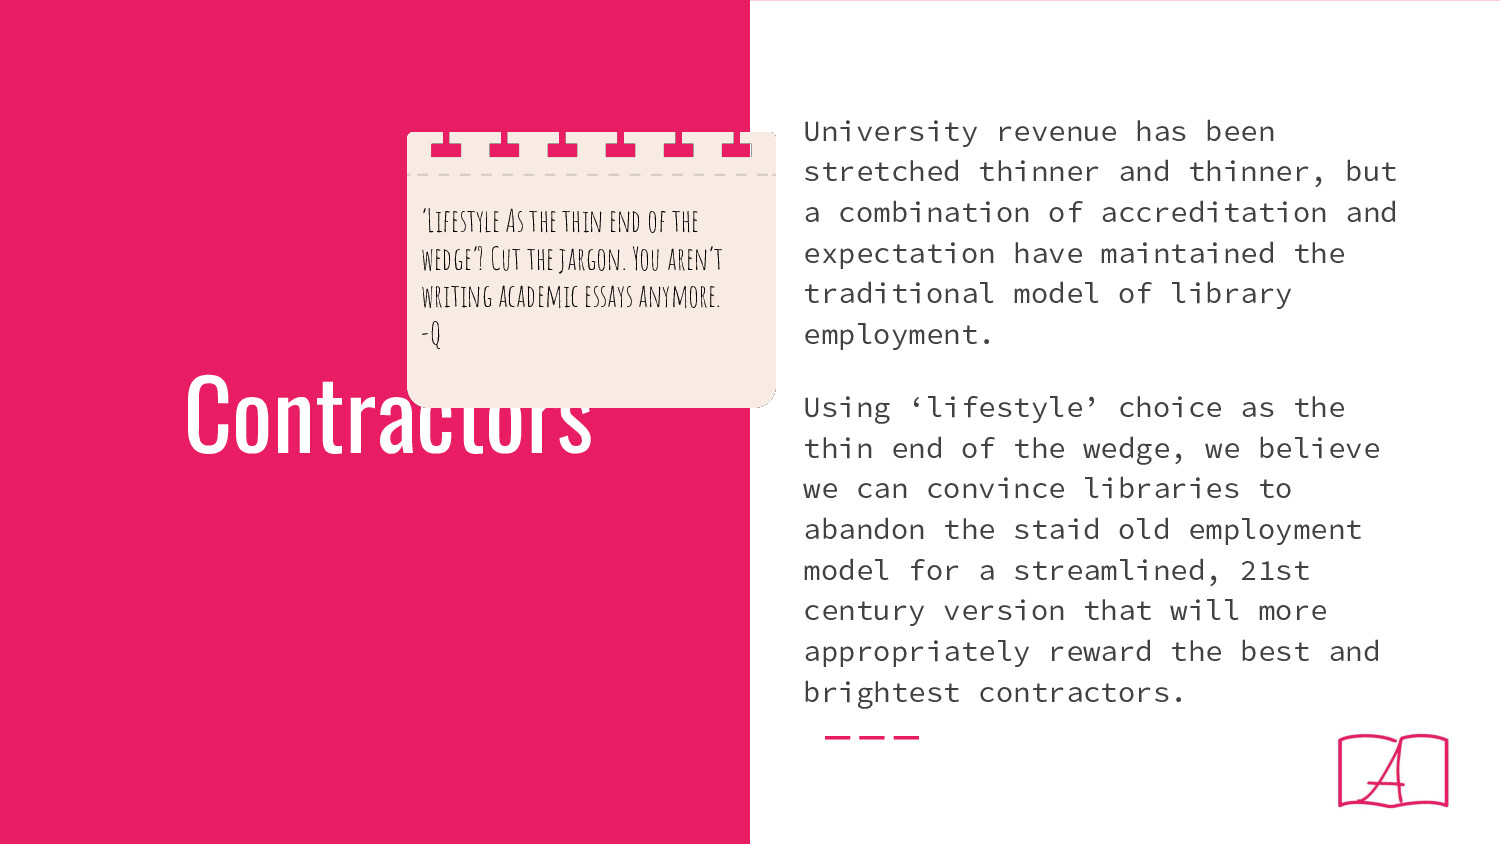 ‘Lifestyle As the thin end of the
wedge’? Cut the jargon. You aren’t
writing academic essays anymore.
-Q
Contractors
University revenue has been
stretched thinner and thinner, but
a combination of accreditation and
expectation have maintained the
traditional model of library
employment.
Using ‘lifestyle’ choice as the
thin end of the wedge, we believe
we can convince libraries to
abandon the staid old employment
model for a streamlined, 21st
century version that will more
appropriately reward the best and
brightest contractors.
A